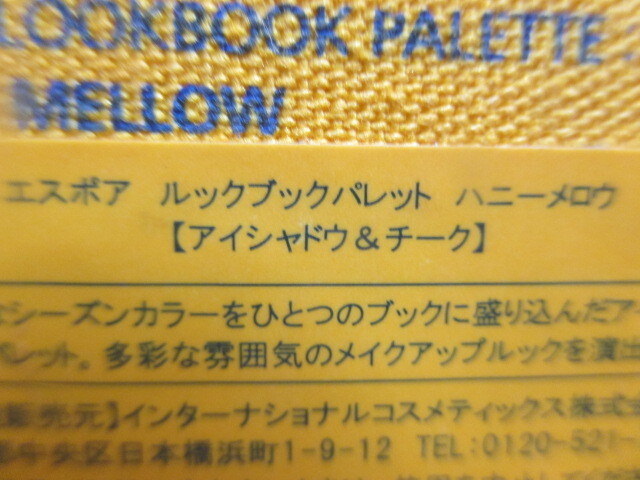 LOOKBOOK PALETTE
MELLOW
エスポア ルックブックパレット ハニーメロウ
【アイシャドウ&チーク】
シーズンカラーをひとつのブックに盛り込んだア
レット。多彩な雰囲気のメイクアップルックを演出
売元】インターナショナルコスメティックス株式
中央区日本橋浜町1-9-12 TEL:0120-521-